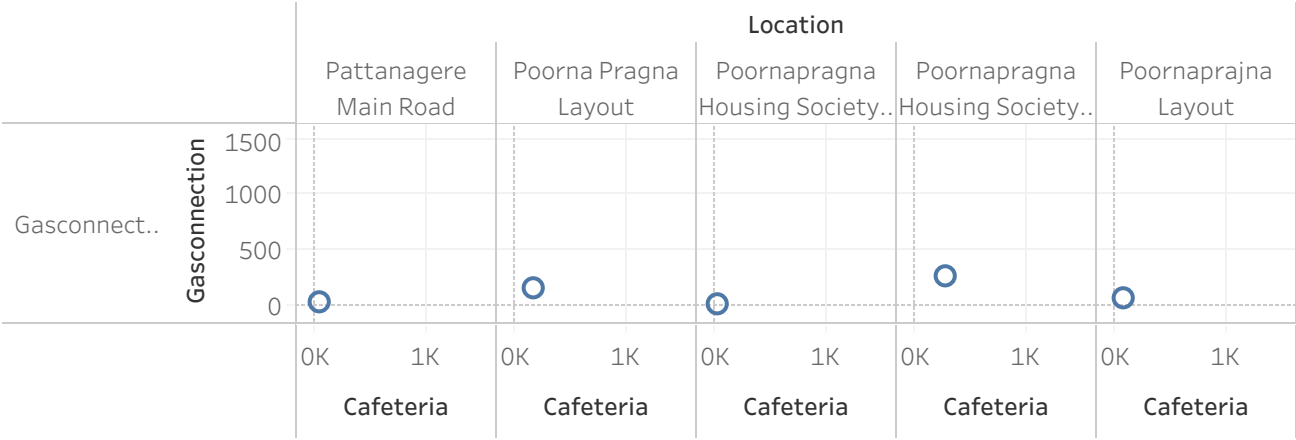 Location
Pattanagere
Main Road
Poorna Pragna
Layout
Poornapragna
Housing Society..
Poornapragna
Housing Society..
Poornaprajna
Layout
Gasconnect..
Gasconnection
1500
1000
500
0
0K 1K 0K 1K 0K 1K 0K 1K 0K 1K
Cafeteria Cafeteria Cafeteria Cafeteria Cafeteria